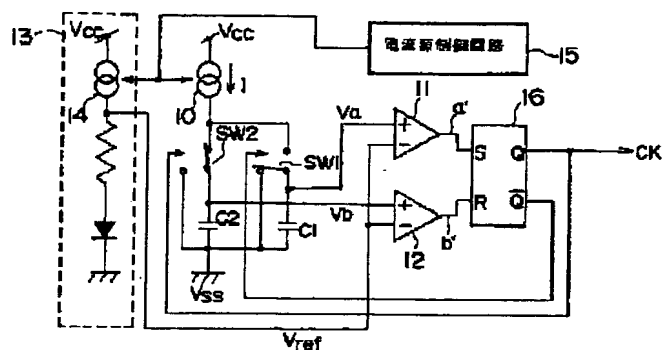 13
Vcc
Vcc
電流源制御回路
15
14
10
I
11
16
SW2
Va
a'
SW1
S
Q
CK
C2
C1
Vb
R
Q̅
b'
12
Vss
Vref